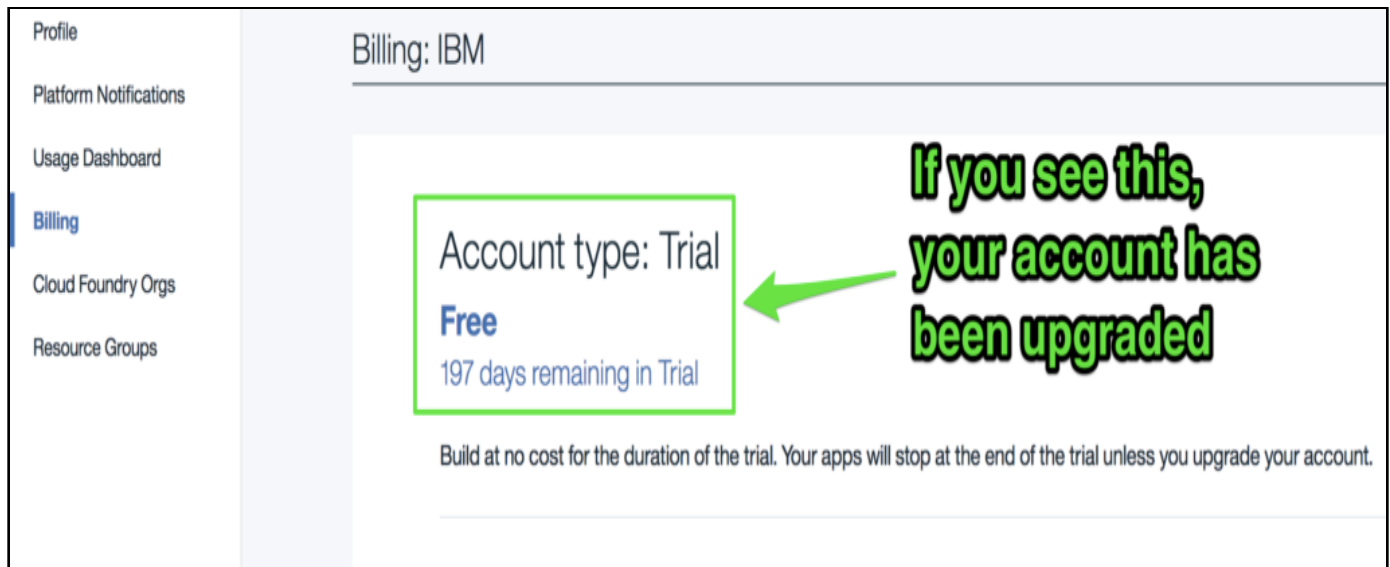 Profile
Platform Notifications
Usage Dashboard
Billing
Cloud Foundry Orgs
Resource Groups
Billing: IBM
Account type: Trial
Free
197 days remaining in Trial
If you see this,
your account has
been upgraded
Build at no cost for the duration of the trial. Your apps will stop at the end of the trial unless you upgrade your account.